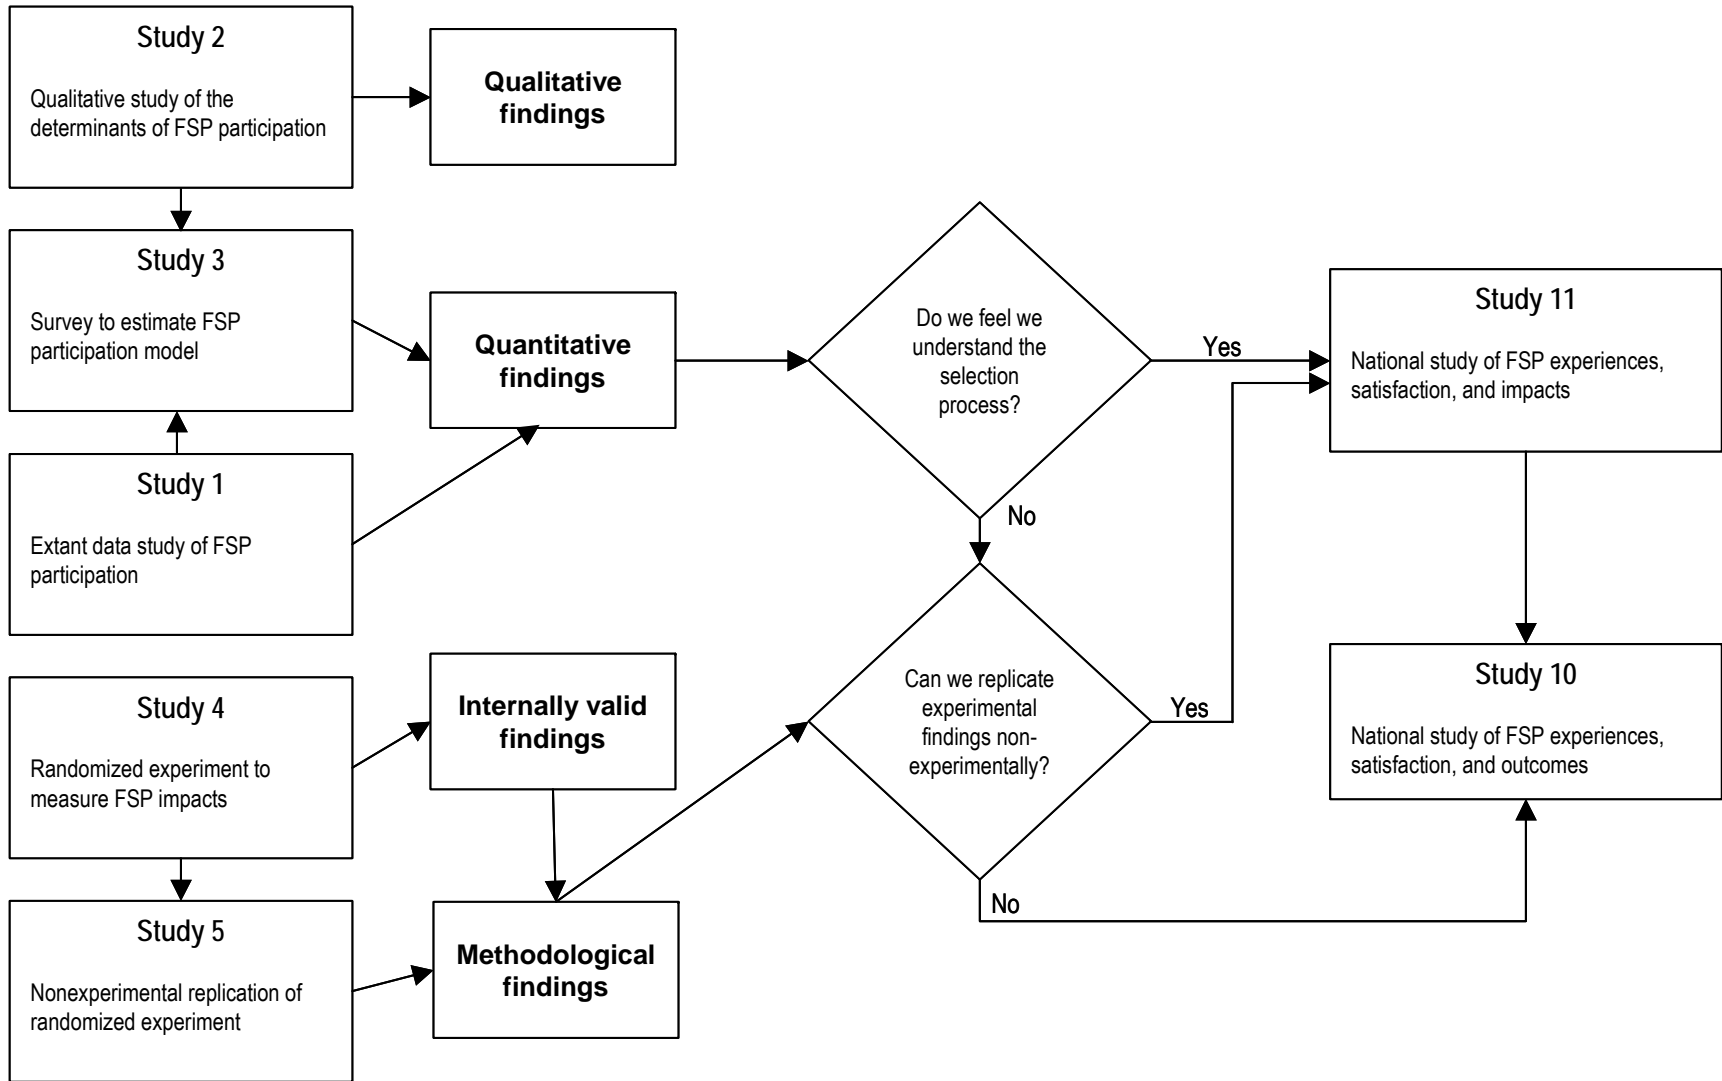 Study 2
Qualitative study of the
determinants of FSP participation
Qualitative
findings
Study 3
Survey to estimate FSP
participation model
Quantitative
findings
Study 1
Extant data study of FSP
participation
Do we feel we
understand the
selection
process?
Yes
No
Study 11
National study of FSP experiences,
satisfaction, and impacts
Study 4
Randomized experiment to
measure FSP impacts
Internally valid
findings
Study 5
Nonexperimental replication of
randomized experiment
Methodological
findings
Can we replicate
experimental
findings non-
experimentally?
Yes
No
Study 10
National study of FSP experiences,
satisfaction, and outcomes